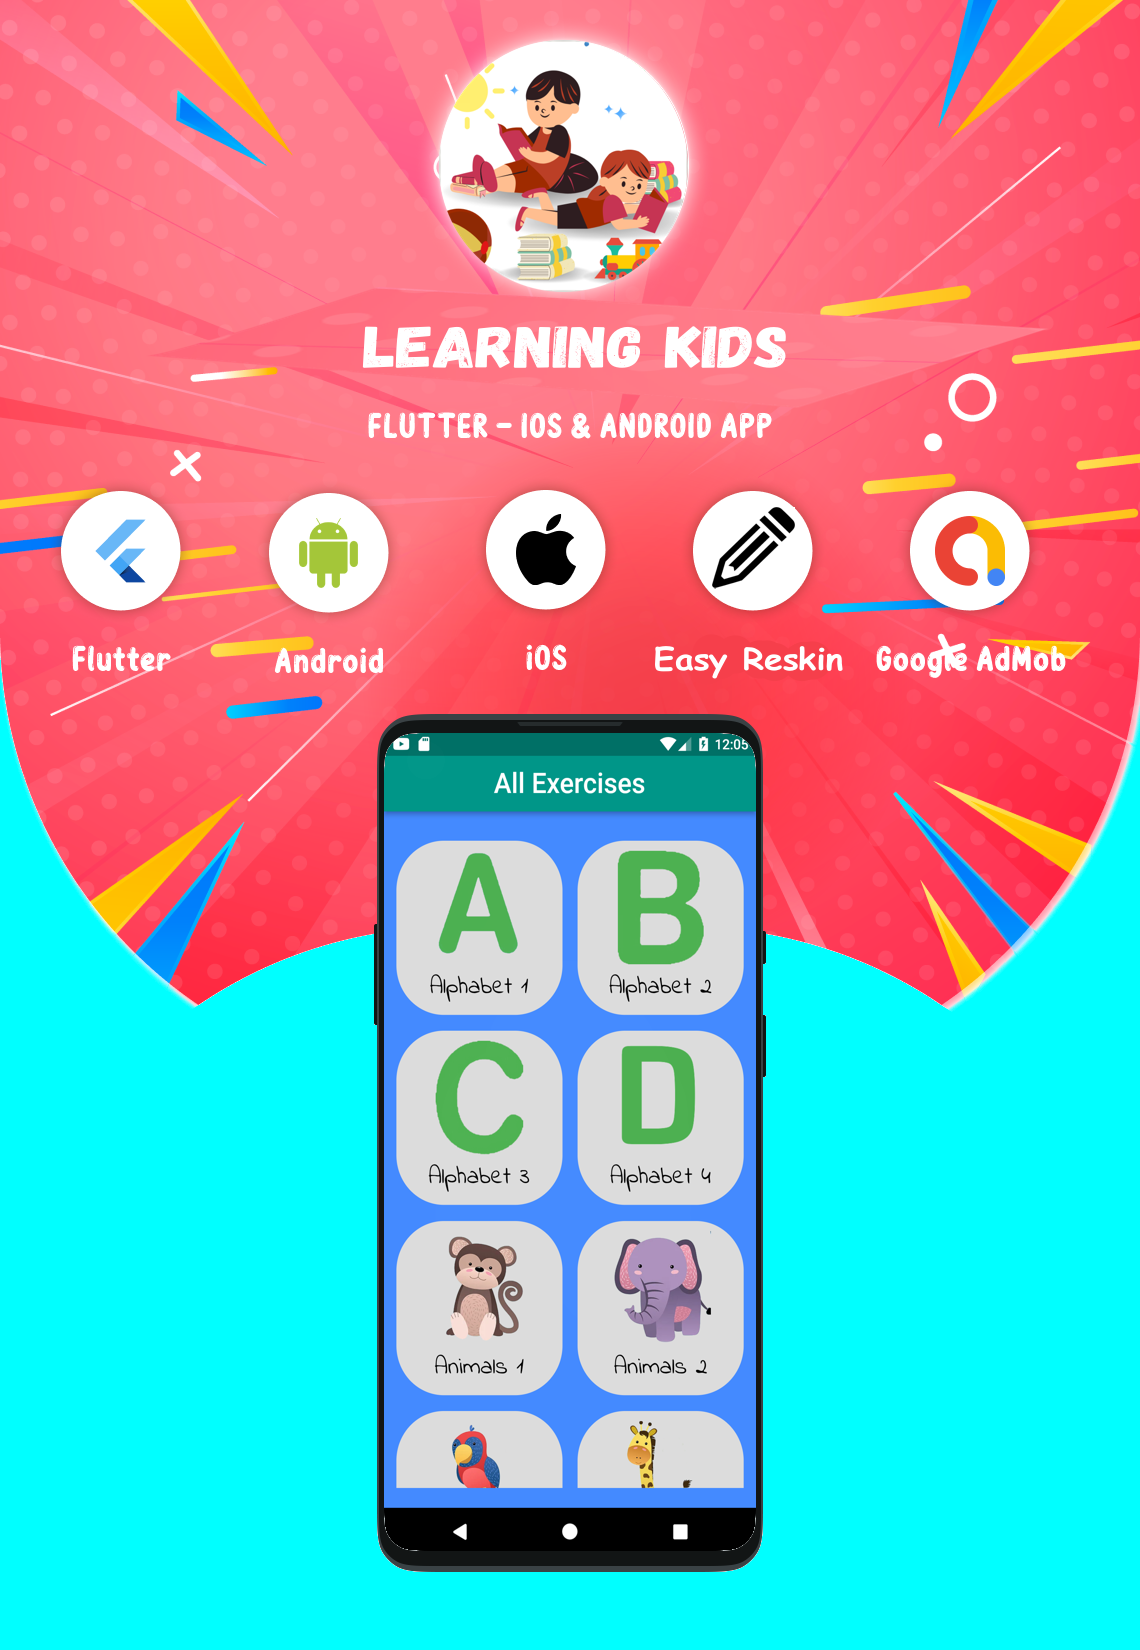 LEARNING KIDS
FLUTTER - IOS & ANDROID APP
Flutter
Android
iOS
Easy Reskin
Google AdMob
12:05
All Exercises
A
B
Alphabet 1
Alphabet 2
C
D
Alphabet 3
Alphabet 4
Animals 1
Animals 2